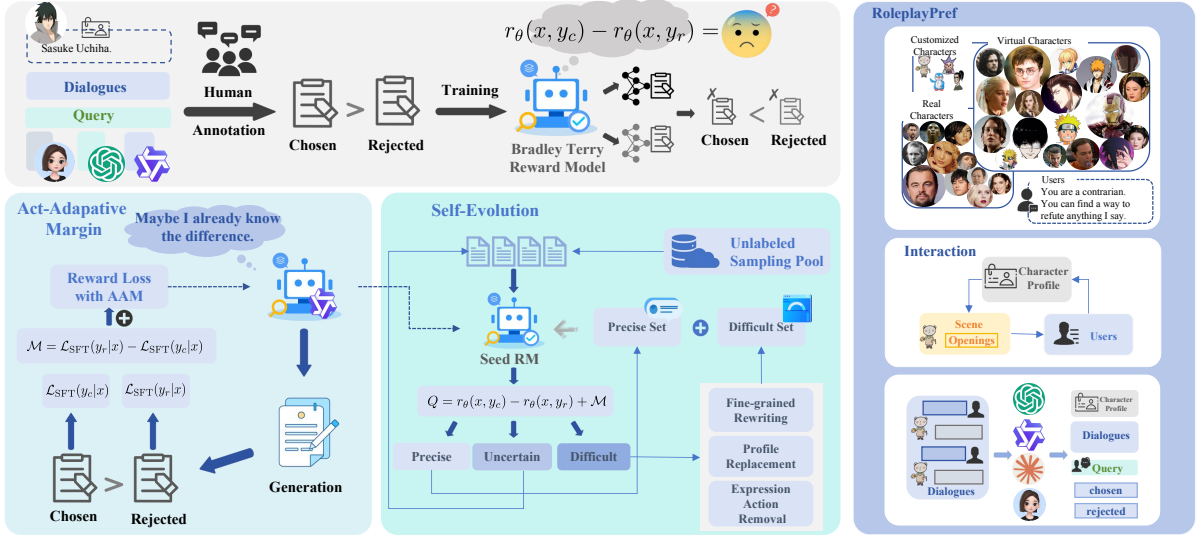 Sasuke Uchiha.
Dialogues
Query
Human
Annotation
Chosen
>
Rejected
Training
r_θ(x, y_c) − r_θ(x, y_r) =
?
Bradley Terry
Reward Model
Chosen
<
Rejected
Act-Adapative
Margin
Maybe I already know
the difference.
Reward Loss
with AAM
M = L_SFT(y_r|x) − L_SFT(y_c|x)
L_SFT(y_c|x)
L_SFT(y_r|x)
Chosen
>
Rejected
Generation
Self-Evolution
Unlabeled
Sampling Pool
Seed RM
Precise Set
Difficult Set
Q = r_θ(x, y_c) − r_θ(x, y_r) + M
Precise
Uncertain
Difficult
Fine-grained
Rewriting
Profile
Replacement
Expression
Action
Removal
RoleplayPref
Customized
Characters
Virtual Characters
Real
Characters
Users
You are a contrarian.
You can find a way to
refute anything I say.
Interaction
Character
Profile
Scene
Openings
Users
Dialogues
Character
Profile
Dialogues
Query
chosen
rejected